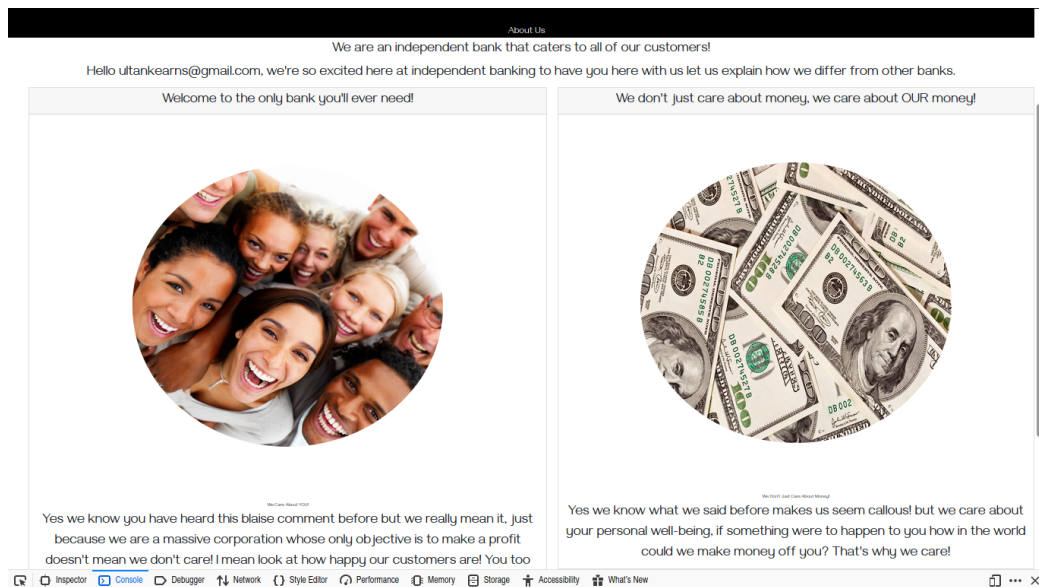 About Us
We are an independent bank that caters to all of our customers!
Hello ultankearns@gmail.com, we're so excited here at independent banking to have you here with us let us explain how we differ from other banks.
Welcome to the only bank you'll ever need!
We Care About YOU!
Yes we know you have heard this blaise comment before but we really mean it, just
because we are a massive corporation whose only objective is to make a profit
doesn't mean we don't care! I mean look at how happy our customers are! You too
We don't just care about money, we care about OUR money!
We Don't Just Care About Money!
Yes we know what we said before makes us seem callous! but we care about
your personal well-being, if something were to happen to you how in the world
could we make money off you? That's why we care!
Inspector Console Debugger Network Style Editor Performance Memory Storage Accessibility What's New